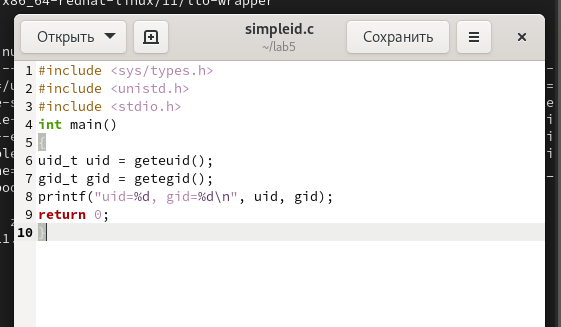 x86_64-redhat-linux/11/lto-wrapper
Открыть
simpleid.c
~/lab5
Сохранить
1 #include <sys/types.h>
2 #include <unistd.h>
3 #include <stdio.h>
4 int main()
5 {
6 uid_t uid = geteuid();
7 gid_t gid = getegid();
8 printf("uid=%d, gid=%d\n", uid, gid);
9 return 0;
10 }